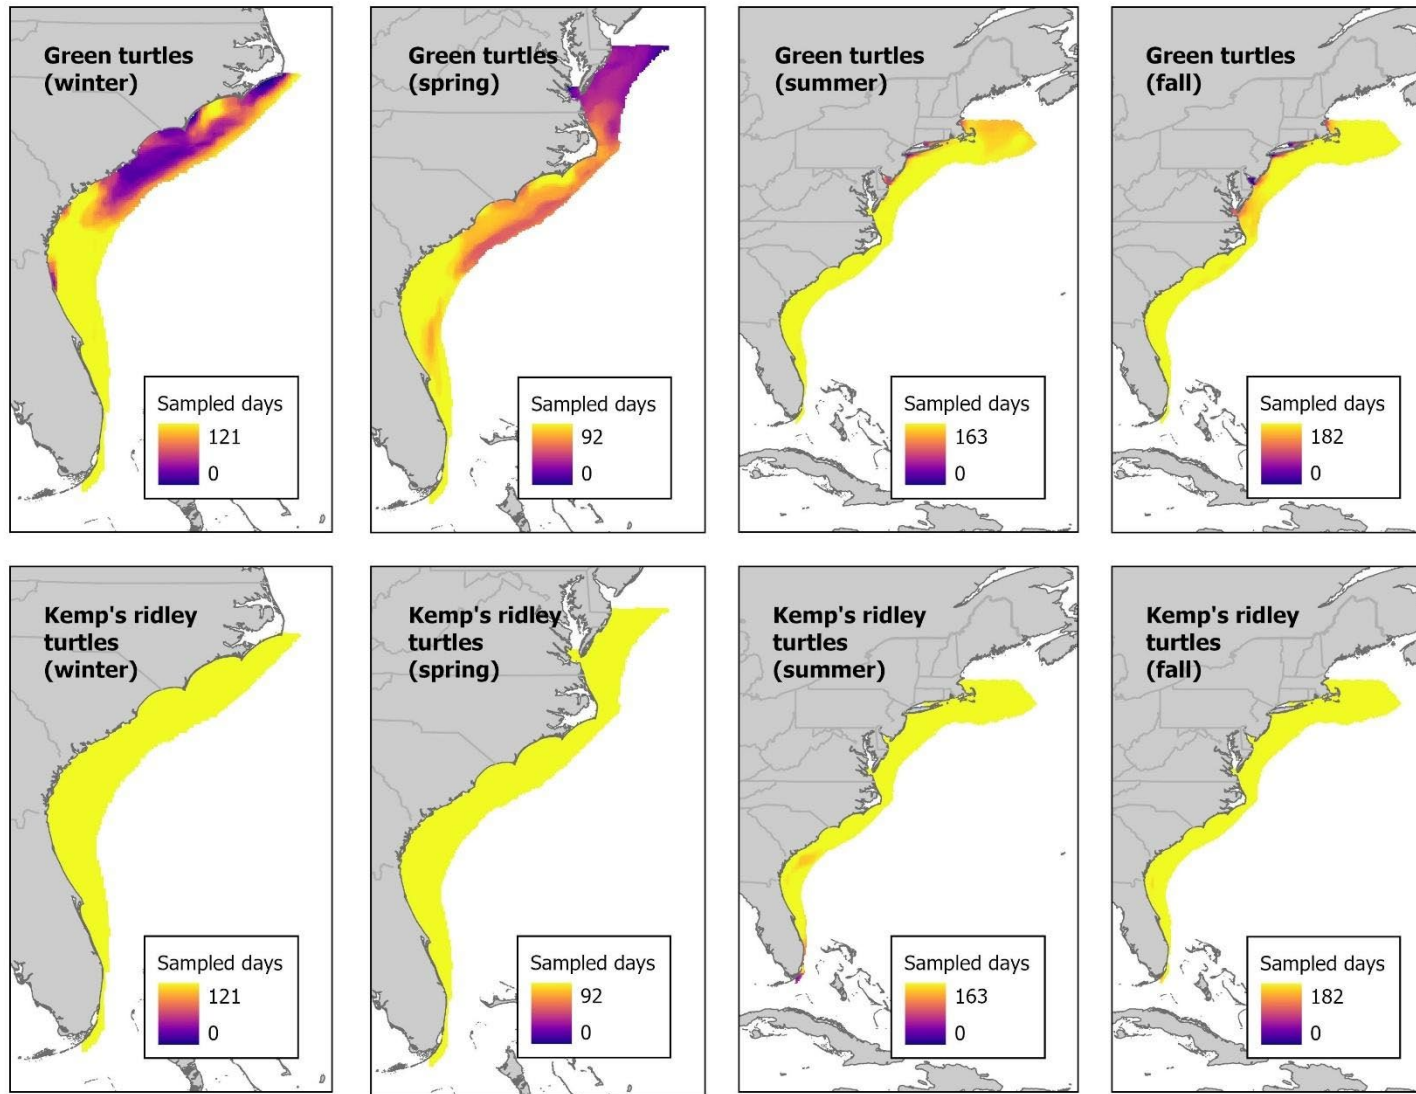 Green turtles
(winter)
Sampled days
121
0
Green turtles
(spring)
Sampled days
92
0
Green turtles
(summer)
Sampled days
163
0
Green turtles
(fall)
Sampled days
182
0
Kemp's ridley
turtles
(winter)
Sampled days
121
0
Kemp's ridley
turtles
(spring)
Sampled days
92
0
Kemp's ridley
turtles
(summer)
Sampled days
163
0
Kemp's ridley
turtles
(fall)
Sampled days
182
0